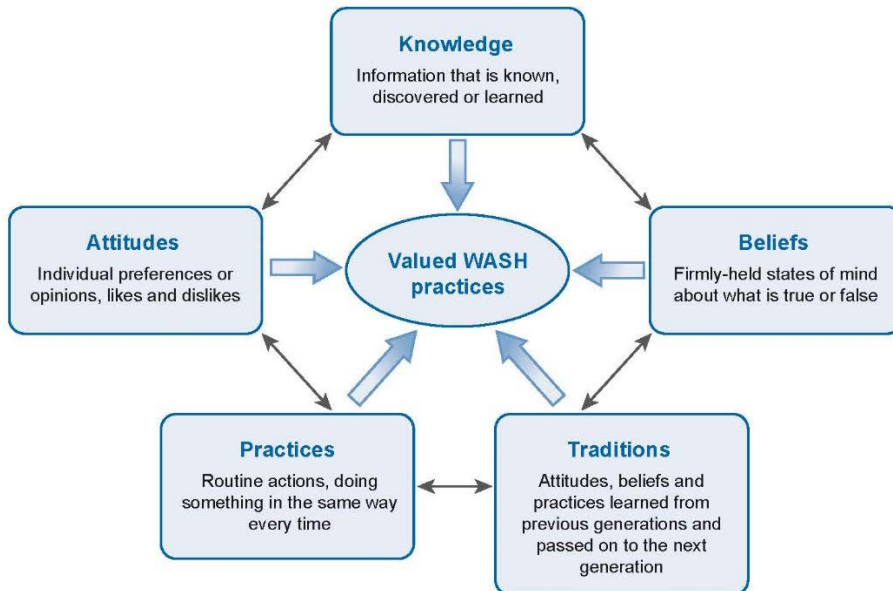 Knowledge
Information that is known,
discovered or learned
Attitudes
Individual preferences or
opinions, likes and dislikes
Valued WASH
practices
Beliefs
Firmly-held states of mind
about what is true or false
Practices
Routine actions, doing
something in the same way
every time
Traditions
Attitudes, beliefs and
practices learned from
previous generations and
passed on to the next
generation